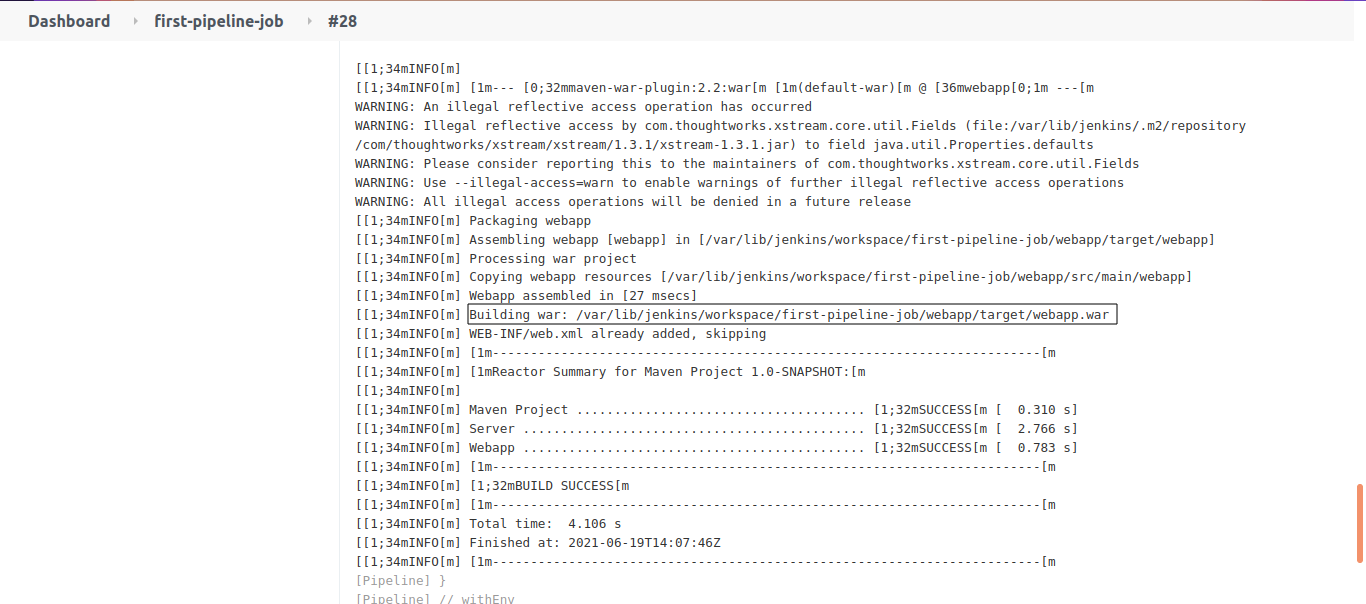 Dashboard first-pipeline-job #28
[[1;34mINFO[m]
[[1;34mINFO[m] [1m--- [0;32mmaven-war-plugin:2.2:war[m [1m(default-war)[m @ [36mwebapp[0;1m ---[m
WARNING: An illegal reflective access operation has occurred
WARNING: Illegal reflective access by com.thoughtworks.xstream.core.util.Fields (file:/var/lib/jenkins/.m2/repository
/com/thoughtworks/xstream/xstream/1.3.1/xstream-1.3.1.jar) to field java.util.Properties.defaults
WARNING: Please consider reporting this to the maintainers of com.thoughtworks.xstream.core.util.Fields
WARNING: Use --illegal-access=warn to enable warnings of further illegal reflective access operations
WARNING: All illegal access operations will be denied in a future release
[[1;34mINFO[m] Packaging webapp
[[1;34mINFO[m] Assembling webapp [webapp] in [/var/lib/jenkins/workspace/first-pipeline-job/webapp/target/webapp]
[[1;34mINFO[m] Processing war project
[[1;34mINFO[m] Copying webapp resources [/var/lib/jenkins/workspace/first-pipeline-job/webapp/src/main/webapp]
[[1;34mINFO[m] Webapp assembled in [27 msecs]
[[1;34mINFO[m] Building war: /var/lib/jenkins/workspace/first-pipeline-job/webapp/target/webapp.war
[[1;34mINFO[m] WEB-INF/web.xml already added, skipping
[[1;34mINFO[m] [1m------------------------------------------------------------------------[m
[[1;34mINFO[m] [1mReactor Summary for Maven Project 1.0-SNAPSHOT:[m
[[1;34mINFO[m]
[[1;34mINFO[m] Maven Project ...................................... [1;32mSUCCESS[m [  0.310 s]
[[1;34mINFO[m] Server ............................................. [1;32mSUCCESS[m [  2.766 s]
[[1;34mINFO[m] Webapp ............................................. [1;32mSUCCESS[m [  0.783 s]
[[1;34mINFO[m] [1m------------------------------------------------------------------------[m
[[1;34mINFO[m] [1;32mBUILD SUCCESS[m
[[1;34mINFO[m] [1m------------------------------------------------------------------------[m
[[1;34mINFO[m] Total time:  4.106 s
[[1;34mINFO[m] Finished at: 2021-06-19T14:07:46Z
[[1;34mINFO[m] [1m------------------------------------------------------------------------[m
[Pipeline] }
[Pipeline] // withEnv